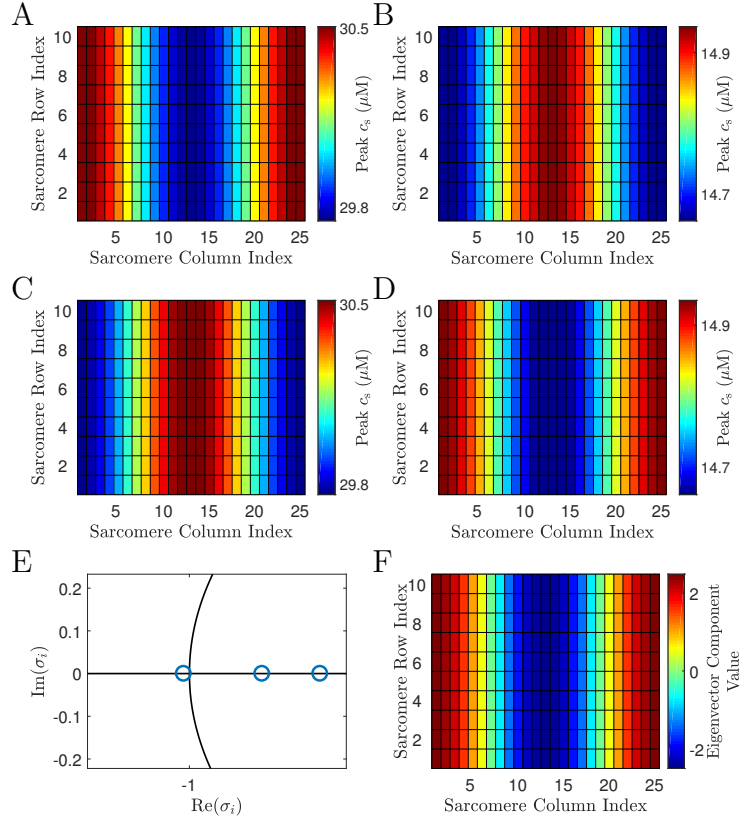 A
10
8
6
4
2
Sarcomere Row Index
5 10 15 20 25
Sarcomere Column Index
30.5
29.8
Peak cₛ (μM)
B
10
8
6
4
2
Sarcomere Row Index
5 10 15 20 25
Sarcomere Column Index
14.9
14.7
Peak cₛ (μM)
C
10
8
6
4
2
Sarcomere Row Index
5 10 15 20 25
Sarcomere Column Index
30.5
29.8
Peak cₛ (μM)
D
10
8
6
4
2
Sarcomere Row Index
5 10 15 20 25
Sarcomere Column Index
14.9
14.7
Peak cₛ (μM)
E
0.2
0.1
0
-0.1
-0.2
Im(σᵢ)
-1
Re(σᵢ)
F
10
8
6
4
2
Sarcomere Row Index
5 10 15 20 25
Sarcomere Column Index
2
0
-2
Eigenvector Component
Value